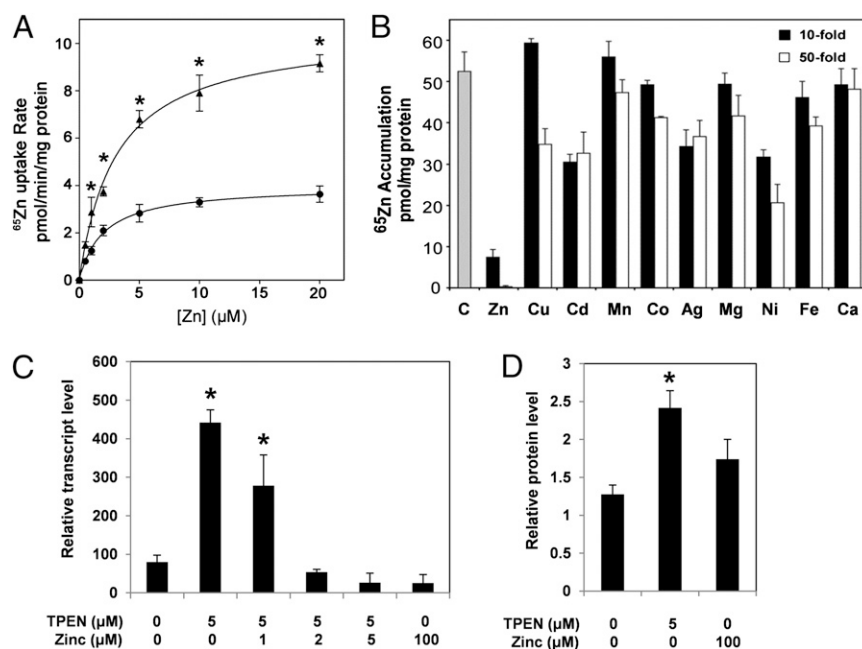 A
⁶⁵Zn uptake Rate
pmol/min/mg protein
10
8
6
4
2
0
* * * * *
0 5 10 15 20
[Zn] (µM)
B
⁶⁵Zn Accumulation
pmol/mg protein
60
50
40
30
20
10
0
10-fold
50-fold
C Zn Cu Cd Mn Co Ag Mg Ni Fe Ca
C
Relative transcript level
600
500
400
300
200
100
00
* *
TPEN (µM) 0 5 5 5 5 0
Zinc (µM) 0 0 1 2 5 100
D
Relative protein level
3
2.5
2
1.5
1
0.5
0
*
TPEN (µM) 0 5 0
Zinc (µM) 0 0 100